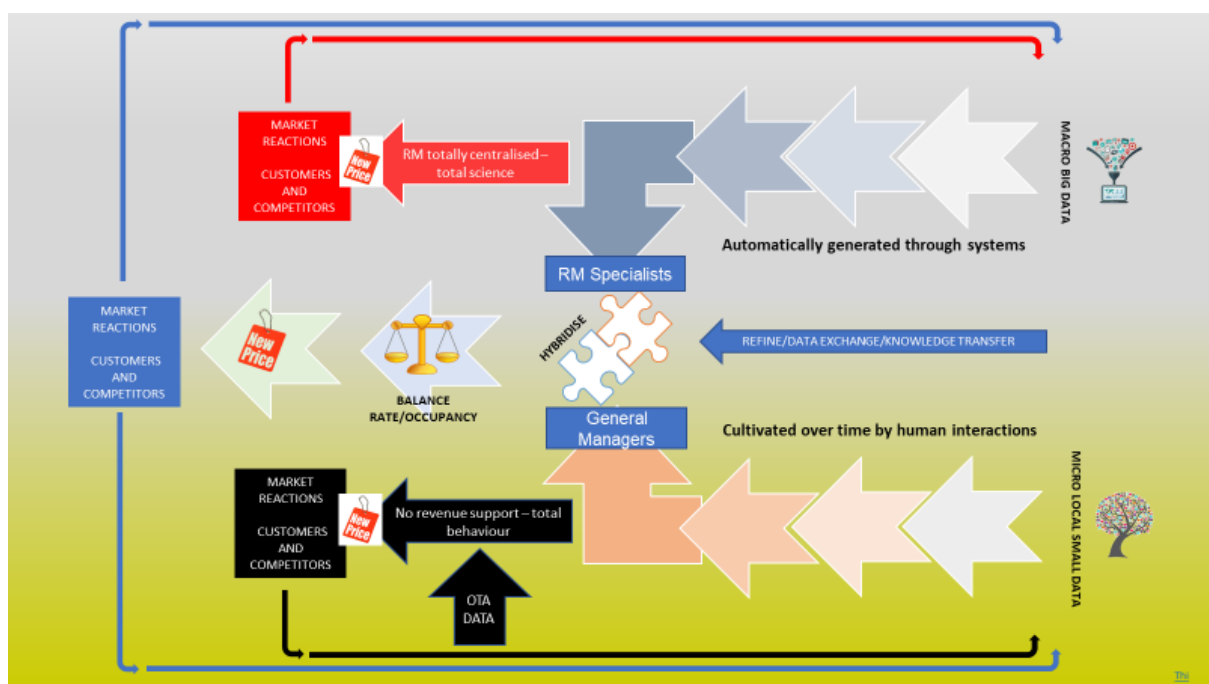 MARKET
REACTIONS
CUSTOMERS
AND
COMPETITORS
New
Price
RM totally centralised–
total science
MACRO BIG DATA
Automatically generated through systems
RM Specialists
MARKET
REACTIONS
CUSTOMERS
AND
COMPETITORS
New
Price
BALANCE
RATE/OCCUPANCY
HYBRIDISE
REFINE/DATA EXCHANGE/KNOWLEDGE TRANSFER
General
Managers
Cultivated over time by human interactions
MARKET
REACTIONS
CUSTOMERS
AND
COMPETITORS
New
Price
No revenue support – total
behaviour
OTA
DATA
MICRO LOCAL SMALL DATA
Thi